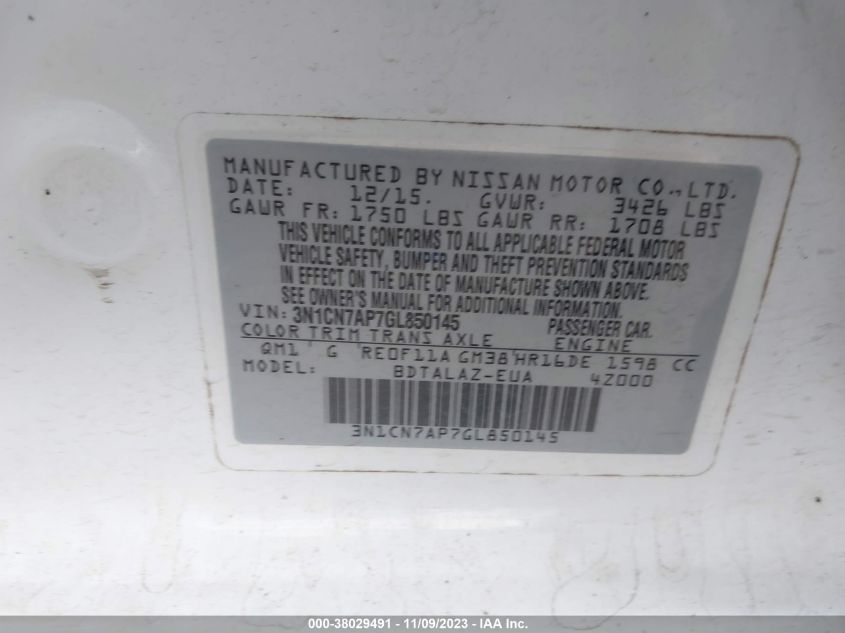 MANUFACTURED BY NISSAN MOTOR CO., LTD.
DATE: 12/15. GVWR: 3426 LBS
GAWR FR: 1750 LBS GAWR RR: 1708 LBS
THIS VEHICLE CONFORMS TO ALL APPLICABLE FEDERAL MOTOR
VEHICLE SAFETY, BUMPER AND THEFT PREVENTION STANDARDS
IN EFFECT ON THE DATE OF MANUFACTURE SHOWN ABOVE.
SEE OWNER'S MANUAL FOR ADDITIONAL INFORMATION.
VIN: 3N1CN7AP7GL850145 PASSENGER CAR.
COLOR TRIM TRANS AXLE ENGINE
QM1 G RE0F11A GM38 HR16DE 1598 CC
MODEL: BDTALAZ-EUA 4Z000
3N1CN7AP7GL850145
000-38029491 - 11/09/2023 - IAA Inc.